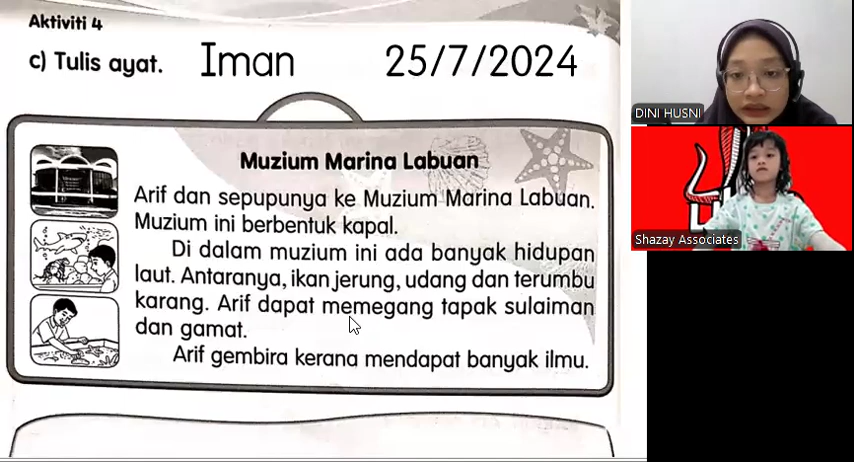 Aktiviti 4
c) Tulis ayat.
Iman
25/7/2024
Muzium Marina Labuan
Arif dan sepupunya ke Muzium Marina Labuan.
Muzium ini berbentuk kapal.
Di dalam muzium ini ada banyak hidupan
laut. Antaranya, ikan jerung, udang dan terumbu
karang. Arif dapat memegang tapak sulaiman
dan gamat.
Arif gembira kerana mendapat banyak ilmu.
DINI HUSNI
Shazay Associates